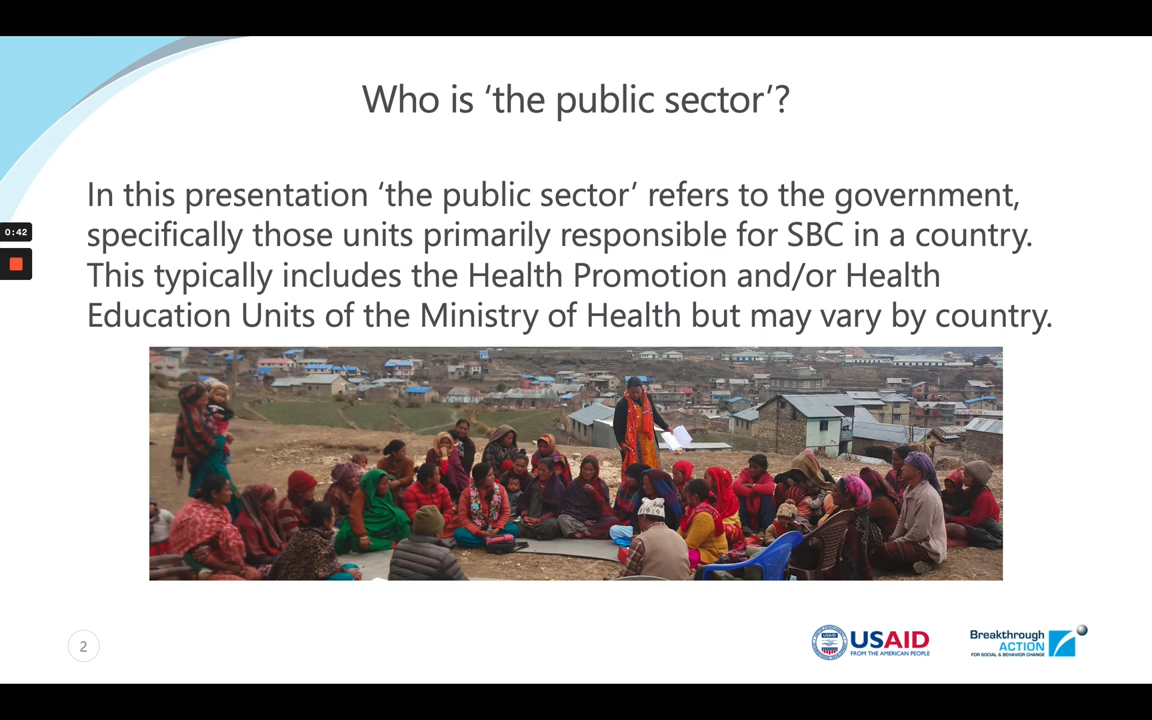 Who is ‘the public sector’?
In this presentation ‘the public sector’ refers to the government,
specifically those units primarily responsible for SBC in a country.
0:42
This typically includes the Health Promotion and/or Health
Education Units of the Ministry of Health but may vary by country.
2
USAID
FROM THE AMERICAN PEOPLE
Breakthrough
ACTION
FOR SOCIAL & BEHAVIOR CHANGE